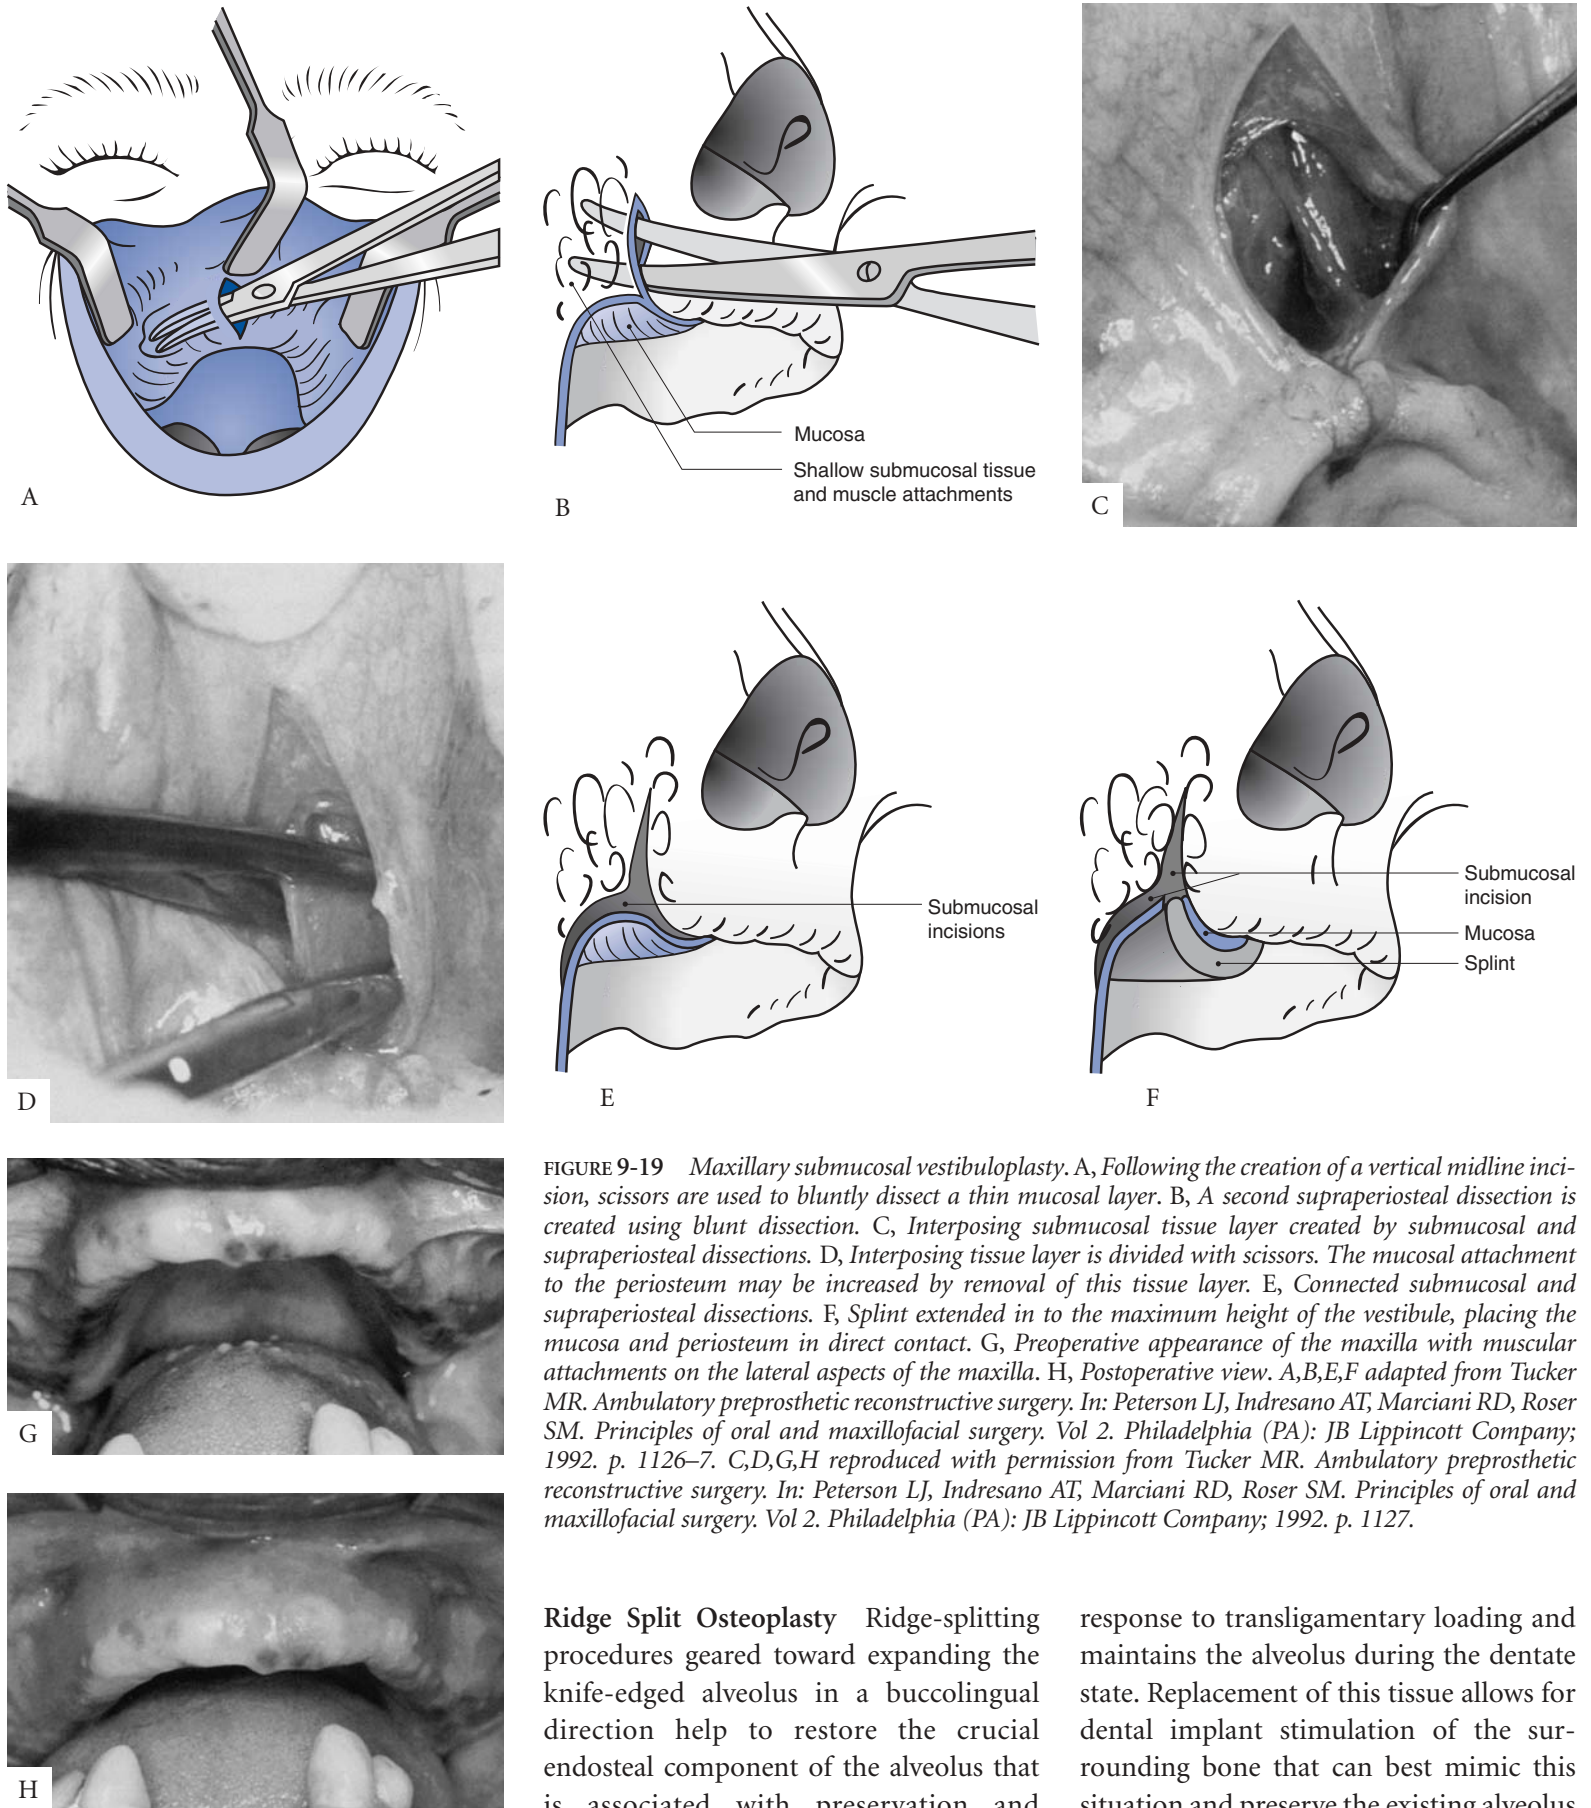 A
Mucosa
Shallow submucosal tissue
and muscle attachments
B
C
D
Submucosal
incisions
E
Submucosal
incision
Mucosa
Splint
F
G
H
FIGURE 9-19 Maxillary submucosal vestibuloplasty. A, Following the creation of a vertical midline inci-
sion, scissors are used to bluntly dissect a thin mucosal layer. B, A second supraperiosteal dissection is
created using blunt dissection. C, Interposing submucosal tissue layer created by submucosal and
supraperiosteal dissections. D, Interposing tissue layer is divided with scissors. The mucosal attachment
to the periosteum may be increased by removal of this tissue layer. E, Connected submucosal and
supraperiosteal dissections. F, Splint extended in to the maximum height of the vestibule, placing the
mucosa and periosteum in direct contact. G, Preoperative appearance of the maxilla with muscular
attachments on the lateral aspects of the maxilla. H, Postoperative view. A,B,E,F adapted from Tucker
MR. Ambulatory preprosthetic reconstructive surgery. In: Peterson LJ, Indresano AT, Marciani RD, Roser
SM. Principles of oral and maxillofacial surgery. Vol 2. Philadelphia (PA): JB Lippincott Company;
1992. p. 1126–7. C,D,G,H reproduced with permission from Tucker MR. Ambulatory preprosthetic
reconstructive surgery. In: Peterson LJ, Indresano AT, Marciani RD, Roser SM. Principles of oral and
maxillofacial surgery. Vol 2. Philadelphia (PA): JB Lippincott Company; 1992. p. 1127.
Ridge Split Osteoplasty Ridge-splitting
procedures geared toward expanding the
knife-edged alveolus in a buccolingual
direction help to restore the crucial
endosteal component of the alveolus that
is associated with preservation and
response to transligamentary loading and
maintains the alveolus during the dentate
state. Replacement of this tissue allows for
dental implant stimulation of the sur-
rounding bone that can best mimic this
situation and preserve the existing alveolus